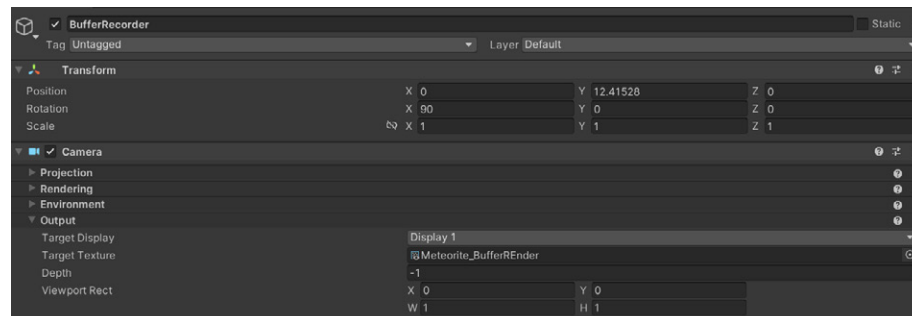 BufferRecorder Static
Tag Untagged Layer Default
Transform
Position X 0 Y 12.41528 Z 0
Rotation X 90 Y 0 Z 0
Scale X 1 Y 1 Z 1
Camera
Projection
Rendering
Environment
Output
Target Display Display 1
Target Texture Meteorite_BufferREnder
Depth -1
Viewport Rect X 0 Y 0
W 1 H 1